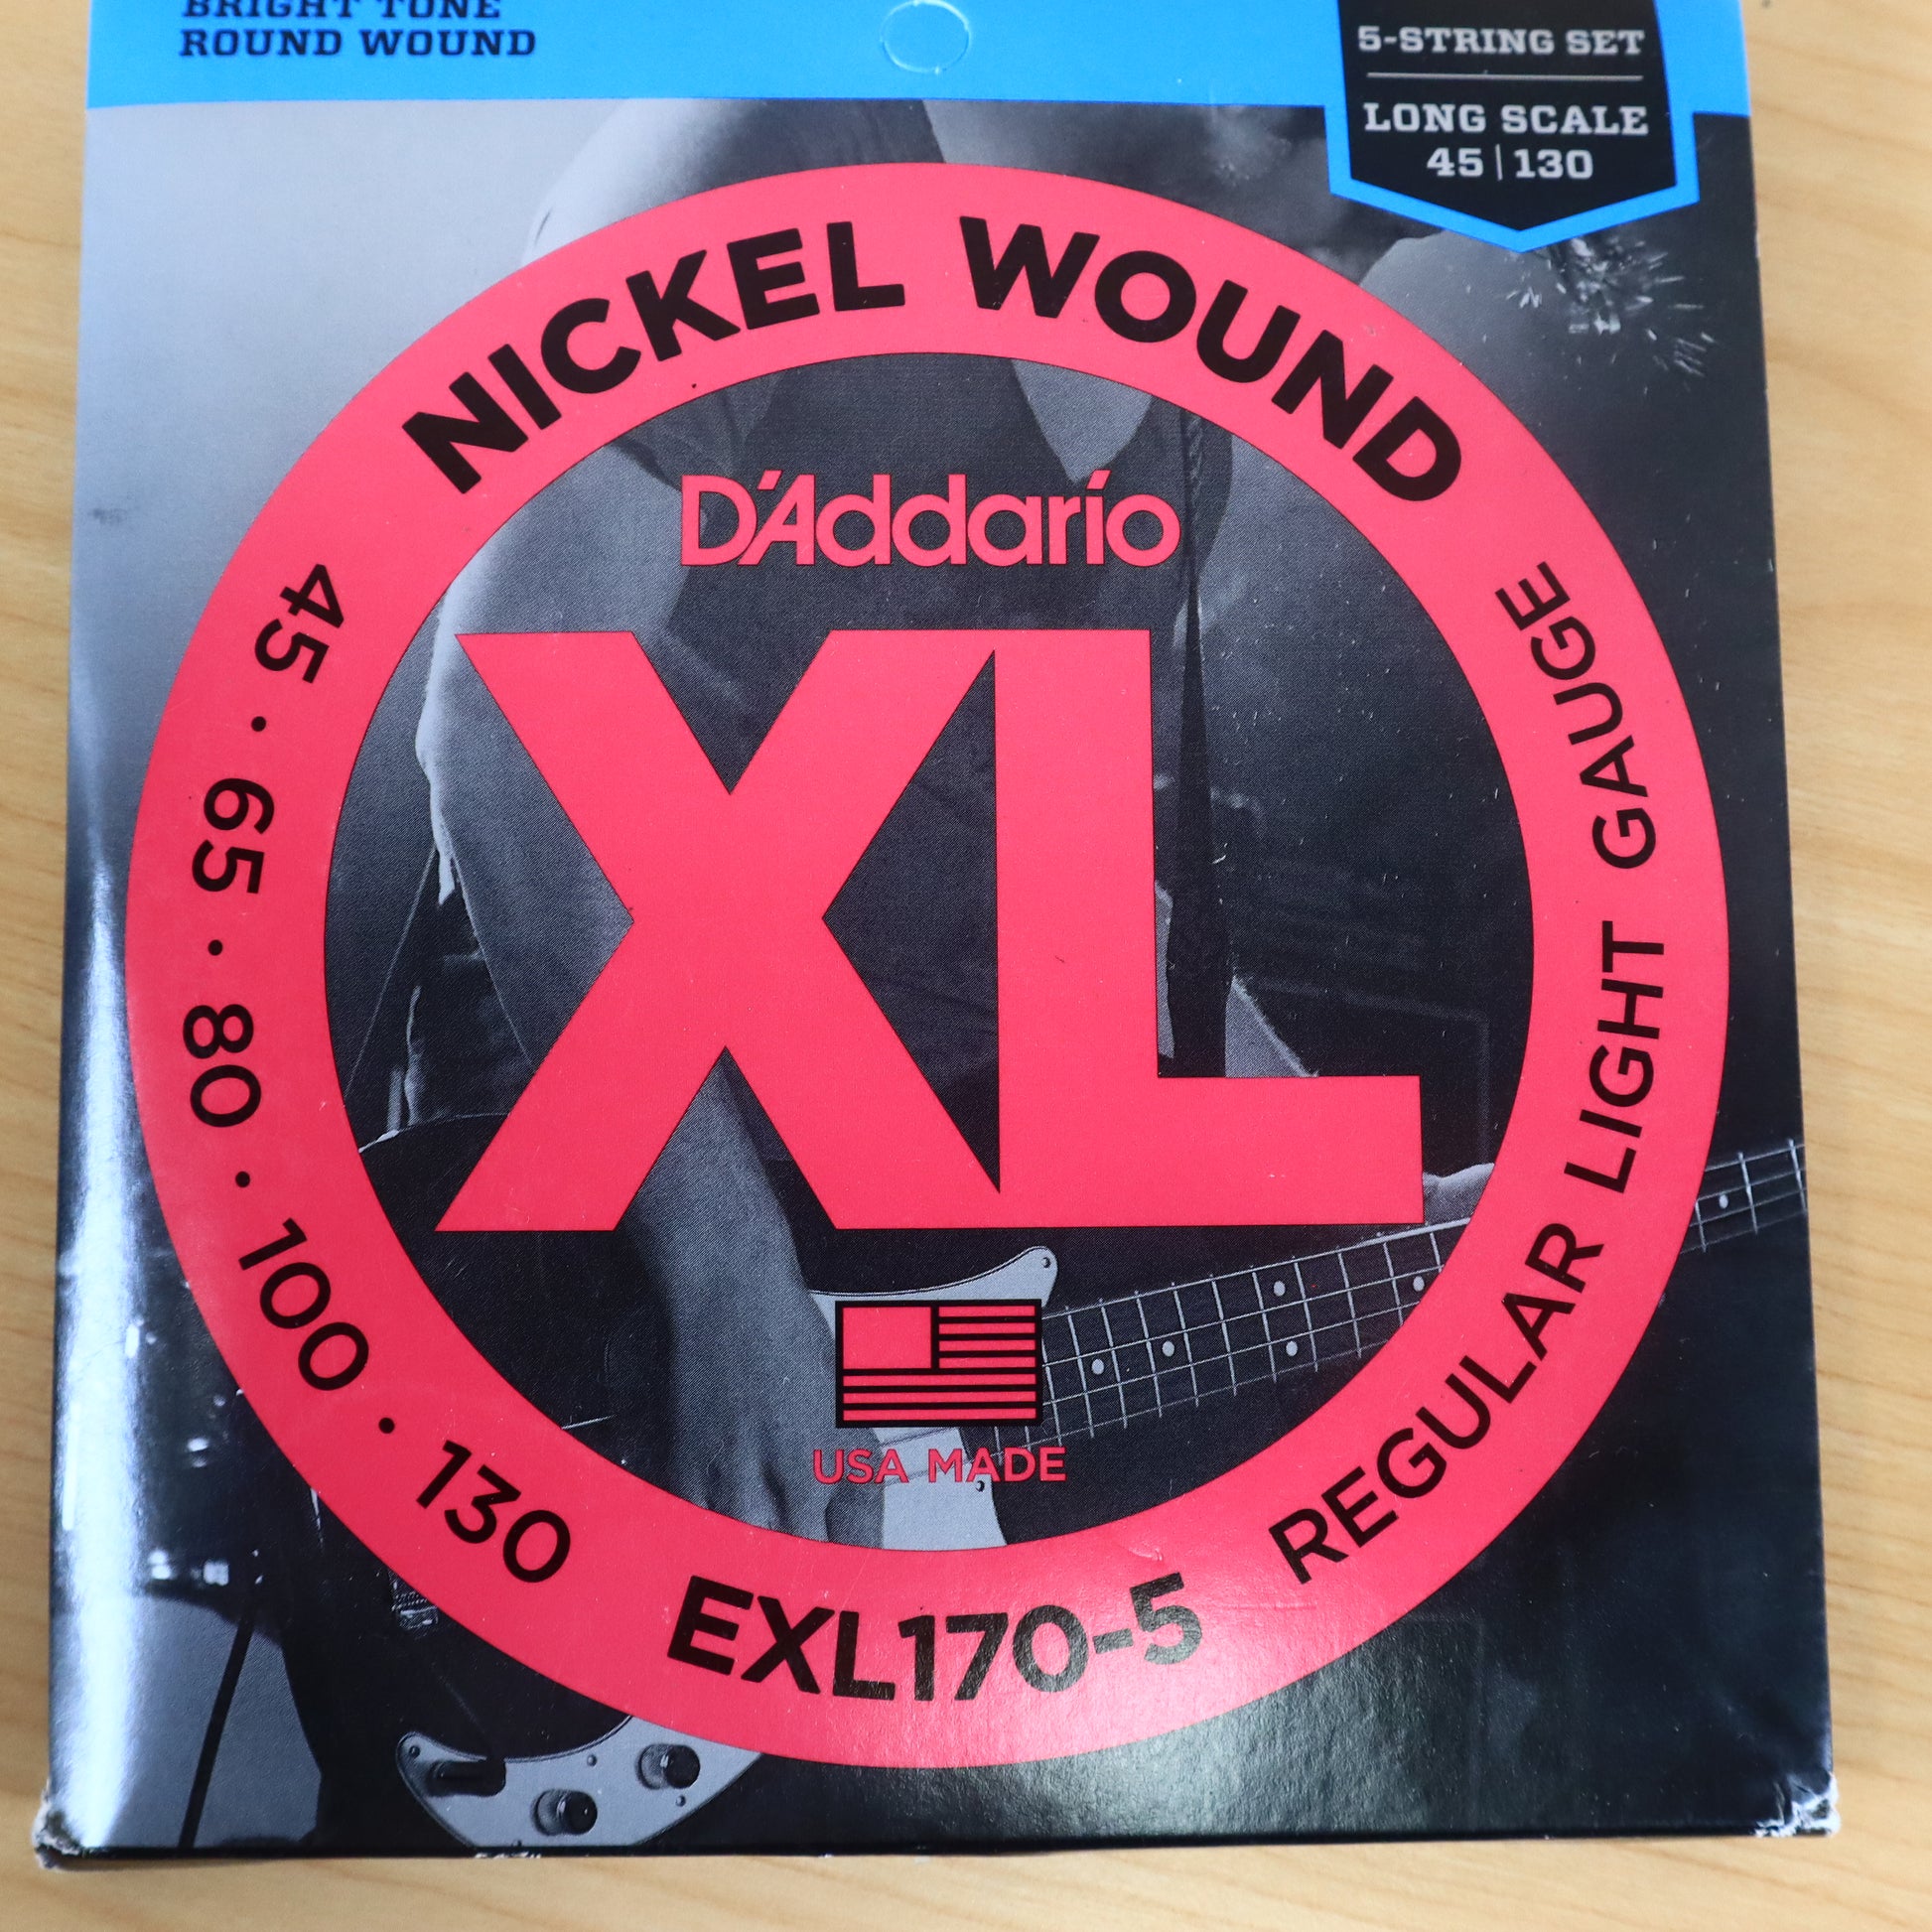 BRIGHT TONE
ROUND WOUND
5-STRING SET
LONG SCALE
45 | 130
NICKEL WOUND
D'Addario
XL
45 · 65 · 80 · 100 · 130
REGULAR LIGHT GAUGE
USA MADE
EXL170-5